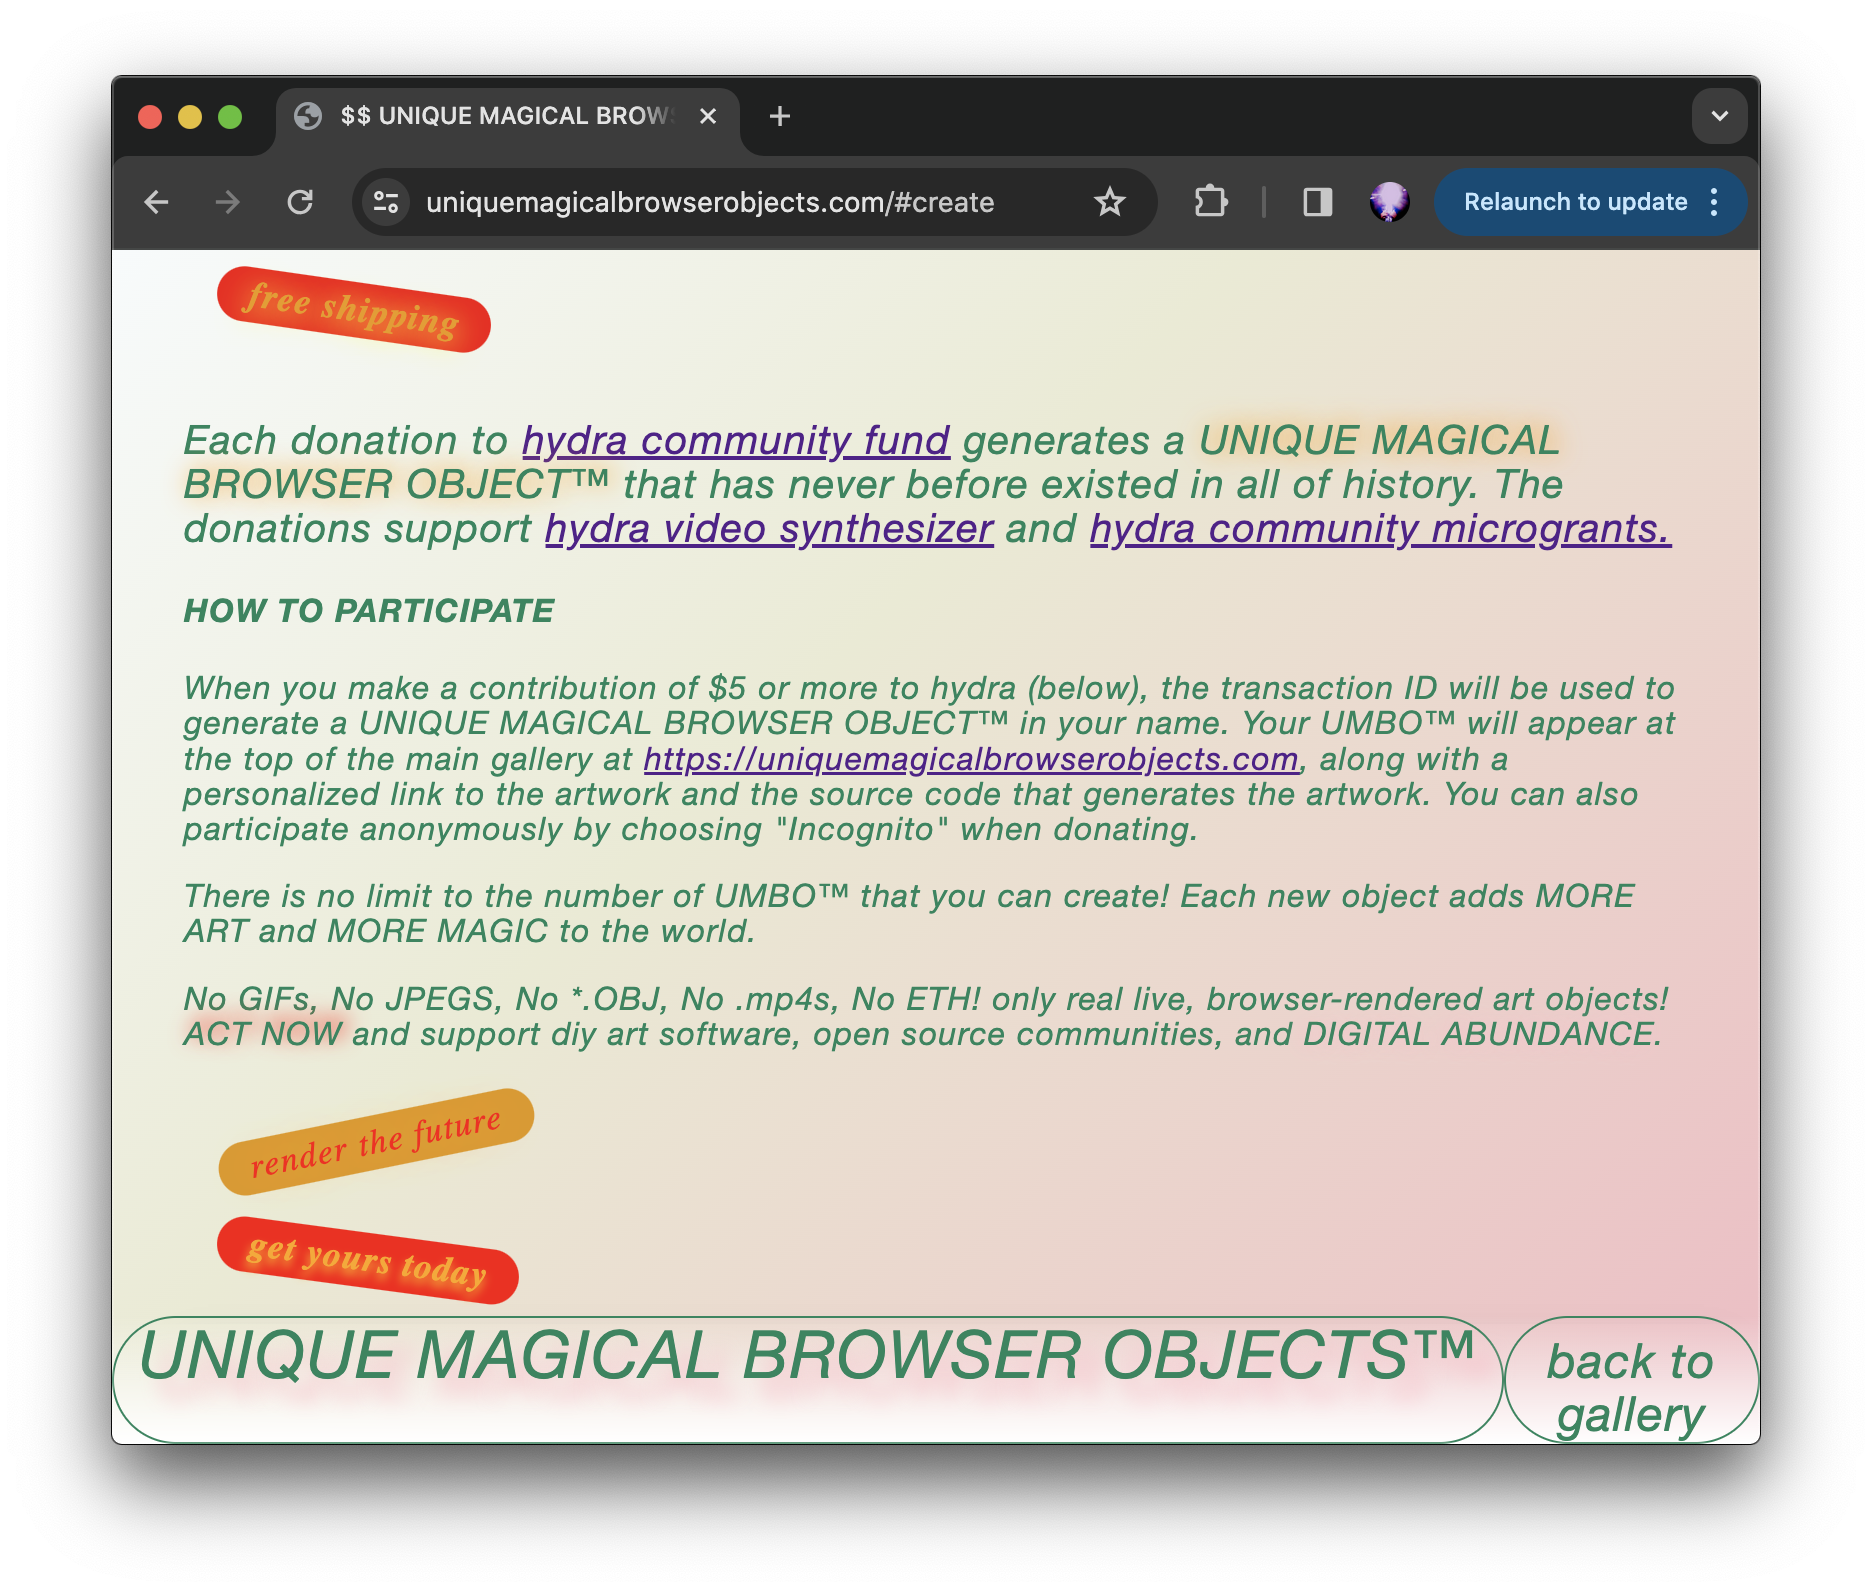 $$ UNIQUE MAGICAL BROWS
uniquemagicalbrowserobjects.com/#create
Relaunch to update
free shipping
Each donation to hydra community fund generates a UNIQUE MAGICAL
BROWSER OBJECT™ that has never before existed in all of history. The
donations support hydra video synthesizer and hydra community microgrants.
HOW TO PARTICIPATE
When you make a contribution of $5 or more to hydra (below), the transaction ID will be used to
generate a UNIQUE MAGICAL BROWSER OBJECT™ in your name. Your UMBO™ will appear at
the top of the main gallery at https://uniquemagicalbrowserobjects.com, along with a
personalized link to the artwork and the source code that generates the artwork. You can also
participate anonymously by choosing "Incognito" when donating.
There is no limit to the number of UMBO™ that you can create! Each new object adds MORE
ART and MORE MAGIC to the world.
No GIFs, No JPEGS, No *.OBJ, No .mp4s, No ETH! only real live, browser-rendered art objects!
ACT NOW and support diy art software, open source communities, and DIGITAL ABUNDANCE.
render the future
get yours today
UNIQUE MAGICAL BROWSER OBJECTS™
back to
gallery